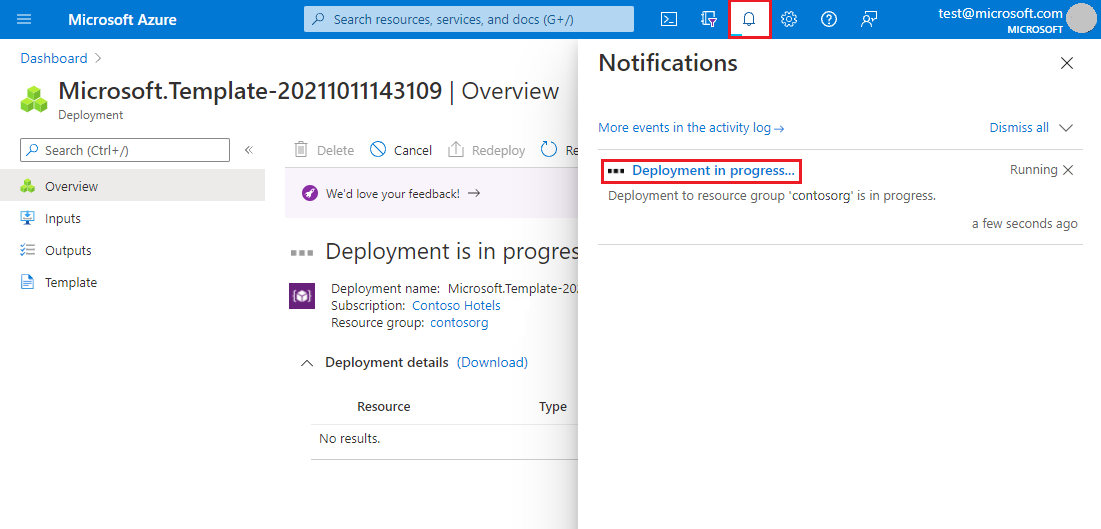 Microsoft Azure
Search resources, services, and docs (G+/)
test@microsoft.com
MICROSOFT
Dashboard
Microsoft.Template-20211011143109 | Overview
Deployment
Search (Ctrl+/)
Overview
Inputs
Outputs
Template
Delete
Cancel
Redeploy
Re
We'd love your feedback! →
Deployment is in progres
Deployment name: Microsoft.Template-202
Subscription: Contoso Hotels
Resource group: contosorg
Deployment details (Download)
Resource Type
No results.
Notifications
More events in the activity log →
Dismiss all
Deployment in progress...
Running
Deployment to resource group 'contosorg' is in progress.
a few seconds ago